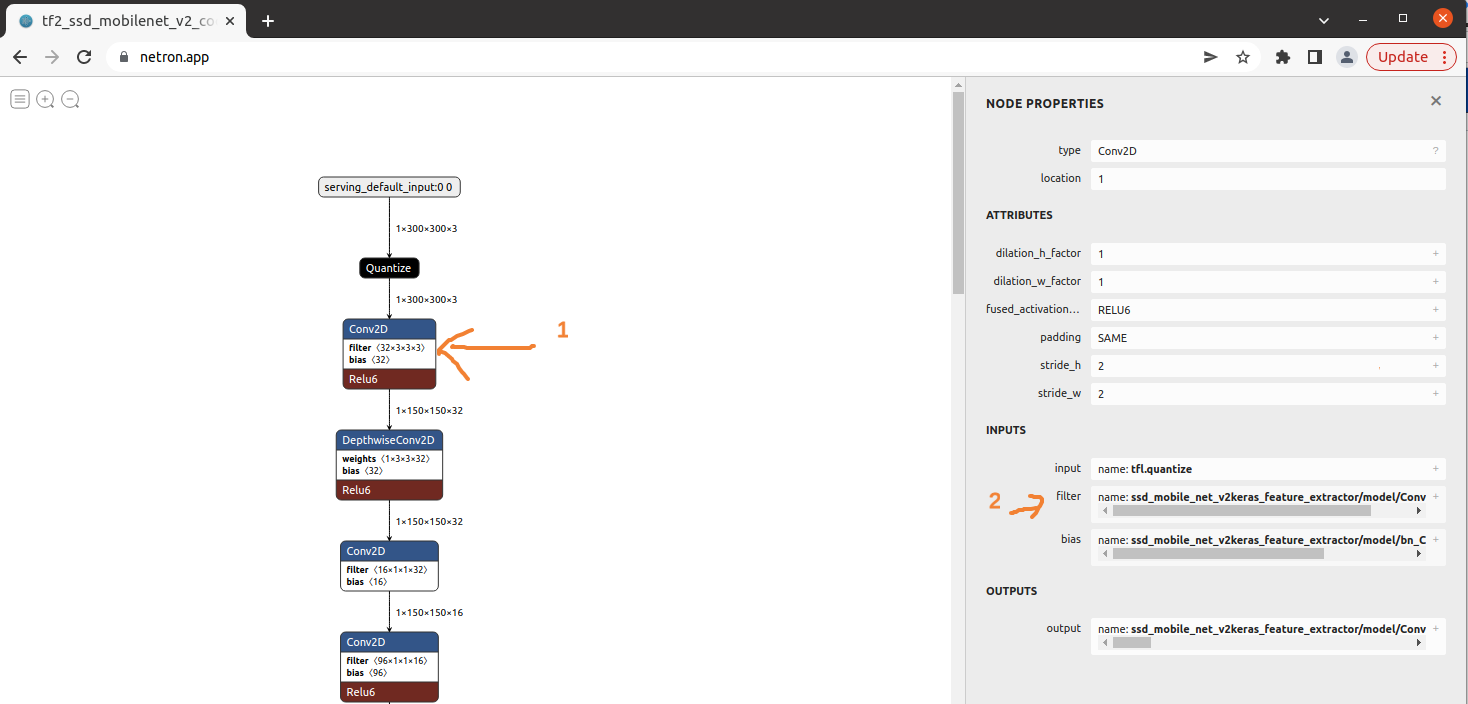 tf2_ssd_mobilenet_v2_co
netron.app
Update
serving_default_input:0 0
1×300×300×3
Quantize
1×300×300×3
Conv2D
filter ⟨32×3×3×3⟩
bias ⟨32⟩
Relu6
1
1×150×150×32
DepthwiseConv2D
weights ⟨1×3×3×32⟩
bias ⟨32⟩
Relu6
1×150×150×32
Conv2D
filter ⟨16×1×1×32⟩
bias ⟨16⟩
1×150×150×16
Conv2D
filter ⟨96×1×1×16⟩
bias ⟨96⟩
Relu6
NODE PROPERTIES
type Conv2D ?
location 1
ATTRIBUTES
dilation_h_factor 1 +
dilation_w_factor 1 +
fused_activation... RELU6 +
padding SAME +
stride_h 2 +
stride_w 2 +
INPUTS
input name: tfl.quantize +
2 filter name: ssd_mobile_net_v2keras_feature_extractor/model/Conv +
bias name: ssd_mobile_net_v2keras_feature_extractor/model/bn_C +
OUTPUTS
output name: ssd_mobile_net_v2keras_feature_extractor/model/Conv +